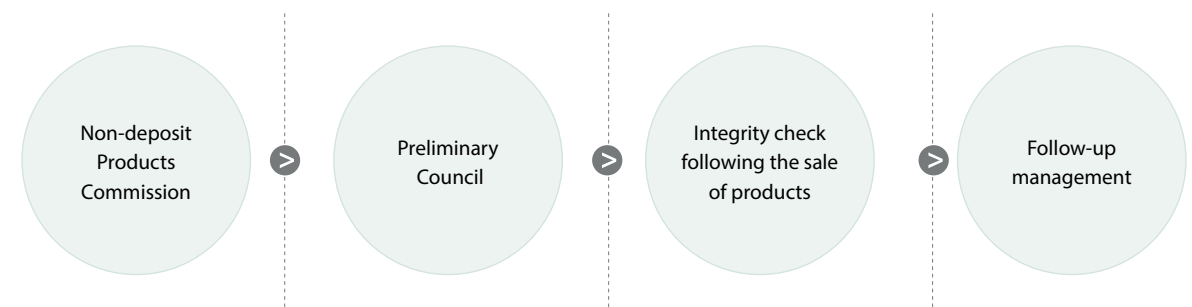 Non-deposit
Products
Commission
>
Preliminary
Council
>
Integrity check
following the sale
of products
>
Follow-up
management